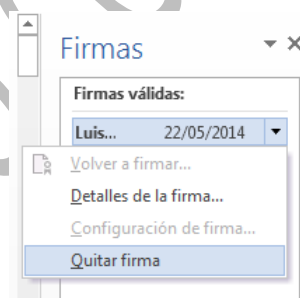 Firmas
Firmas válidas:
Luis... 22/05/2014
Volver a firmar...
Detalles de la firma...
Configuración de firma...
Quitar firma